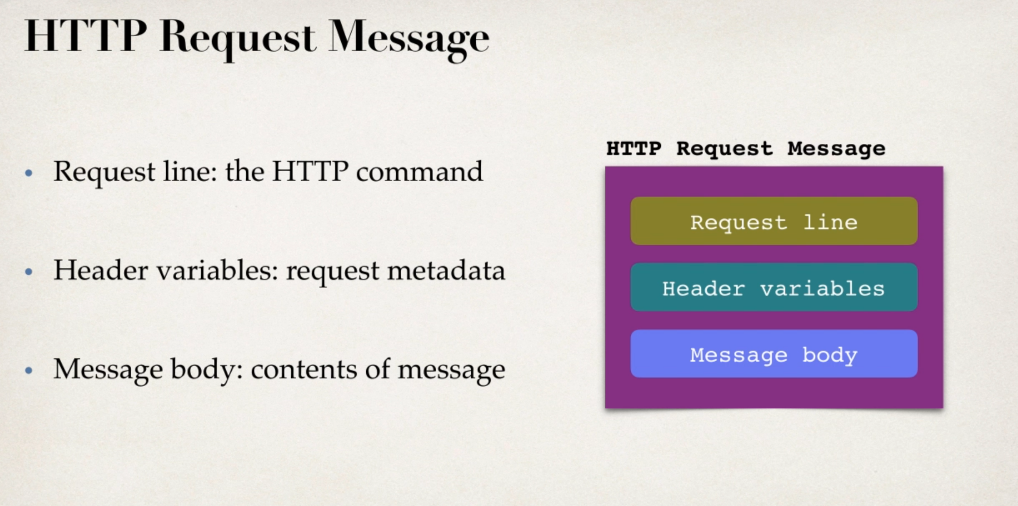 HTTP Request Message
• Request line: the HTTP command
• Header variables: request metadata
• Message body: contents of message
HTTP Request Message
Request line
Header variables
Message body